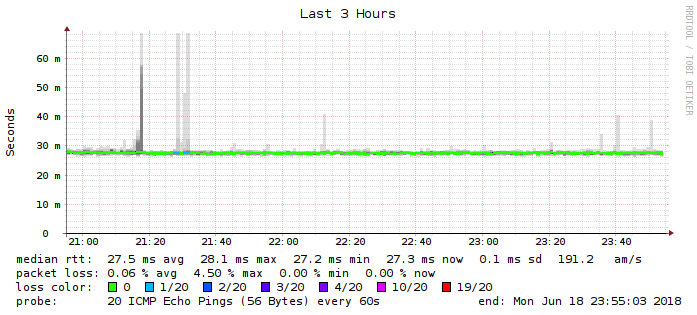 Last 3 Hours
RRDTOOL / TOBI OETIKER
Seconds
60 m
50 m
40 m
30 m
20 m
10 m
0
21:00 21:20 21:40 22:00 22:20 22:40 23:00 23:20 23:40
median rtt: 27.5 ms avg 28.1 ms max 27.2 ms min 27.3 ms now 0.1 ms sd 191.2 am/s
packet loss: 0.06 % avg 4.50 % max 0.00 % min 0.00 % now
loss color: 0 1/20 2/20 3/20 4/20 10/20 19/20
probe: 20 ICMP Echo Pings (56 Bytes) every 60s end: Mon Jun 18 23:55:03 2018